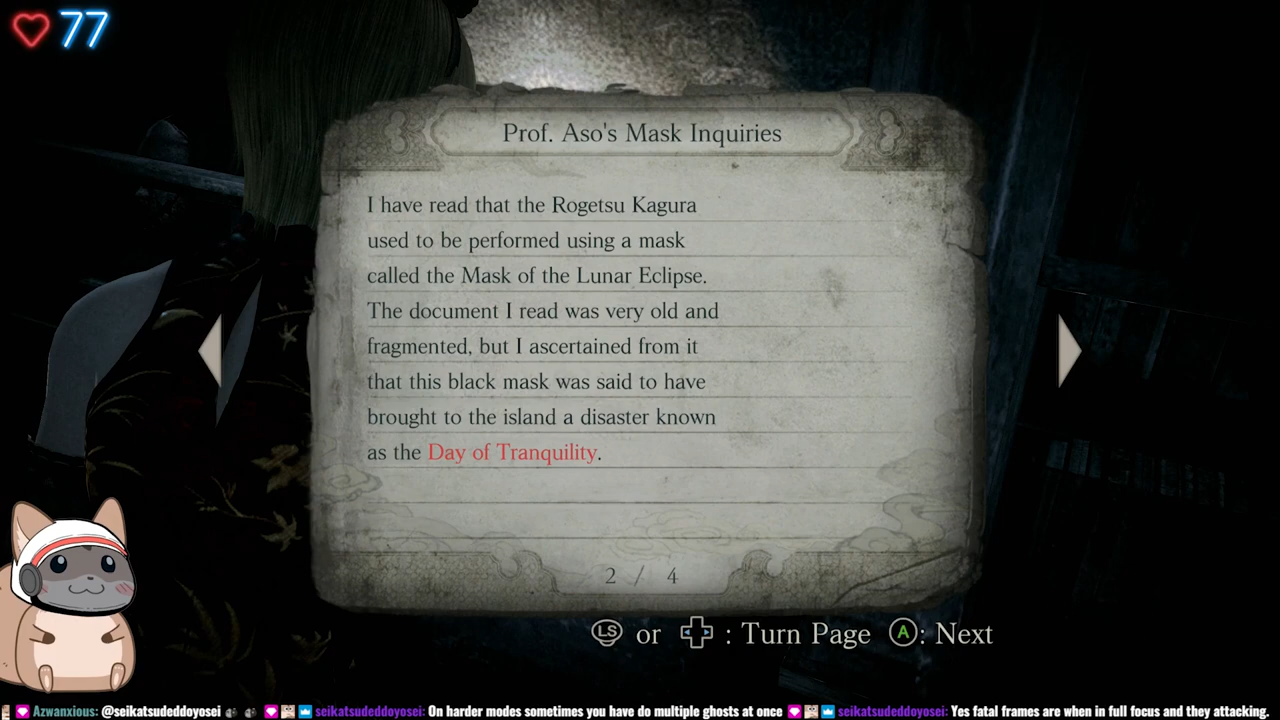 77
Prof. Aso's Mask Inquiries
I have read that the Rogetsu Kagura
used to be performed using a mask
called the Mask of the Lunar Eclipse.
The document I read was very old and
fragmented, but I ascertained from it
that this black mask was said to have
brought to the island a disaster known
as the Day of Tranquility.
2 / 4
LS or : Turn Page A: Next
Azwanxious: @seikatsudeddoyosei seikatsudeddoyosei: On harder modes sometimes you have do multiple ghosts at once seikatsudeddoyosei: Yes fatal frames are when in full focus and they attacking.